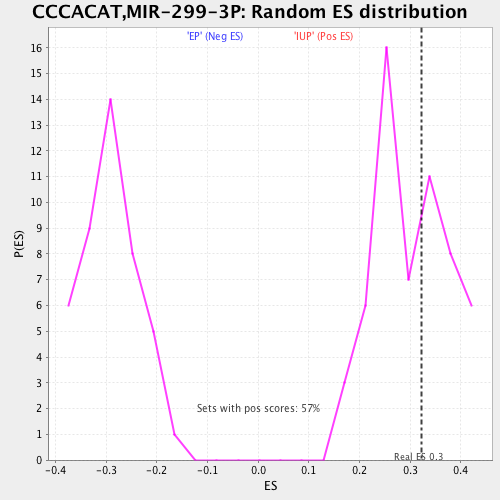 CCCACAT,MIR-299-3P: Random ES distribution
'EP' (Neg ES) 'IUP' (Pos ES)
16
15
14
13
12
11
10
9
8
7
6
5
4
3
2
1
0
P(ES)
Sets with pos scores: 57%
Real ES 0.3
-0.4 -0.3 -0.2 -0.1 0.0 0.1 0.2 0.3 0.4
ES